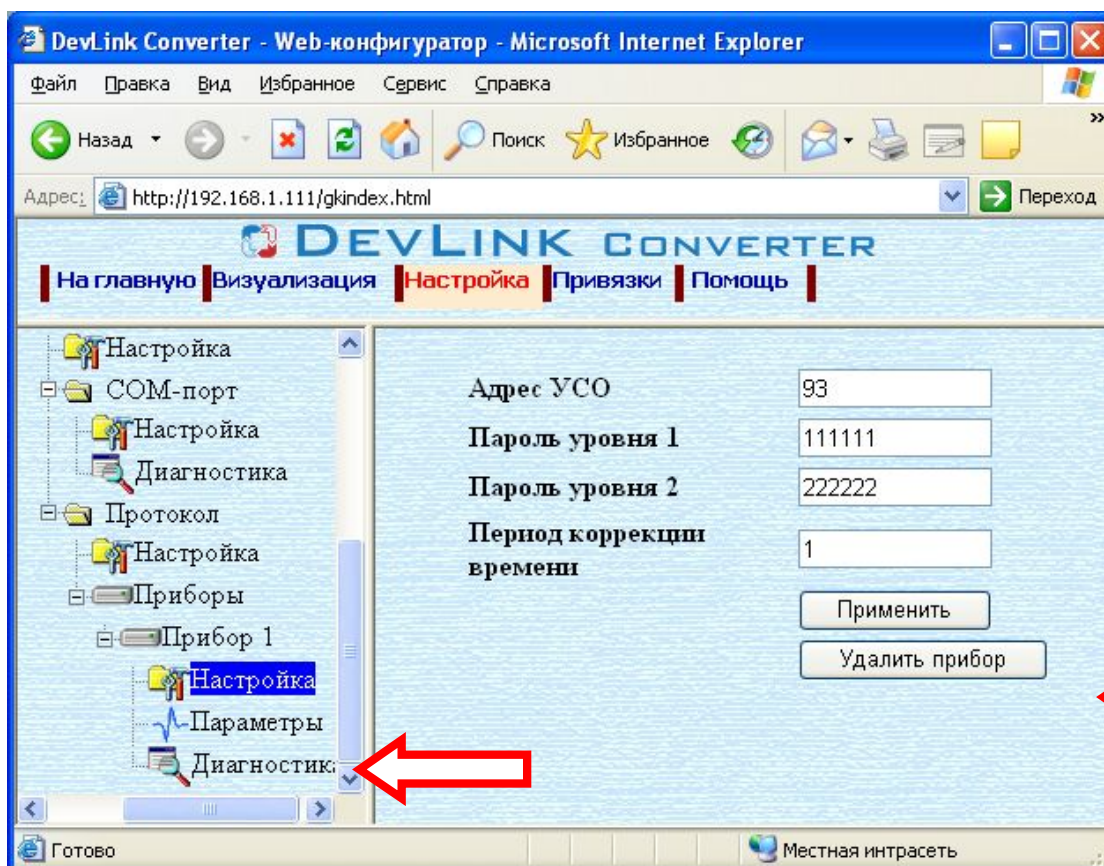 DevLink Converter - Web-конфигуратор - Microsoft Internet Explorer
Файл Правка Вид Избранное Сервис Справка
Назад Поиск Избранное »
Адрес: http://192.168.1.111/gkindex.html Переход
DEVLINK CONVERTER
На главную Визуализация Настройка Привязки Помощь
Настройка
COM-порт
Настройка
Диагностика
Протокол
Настройка
Приборы
Прибор 1
Настройка
Параметры
Диагностик
Адрес УСО 93
Пароль уровня 1 111111
Пароль уровня 2 222222
Период коррекции
времени 1
Применить
Удалить прибор
Готово Местная интрасеть